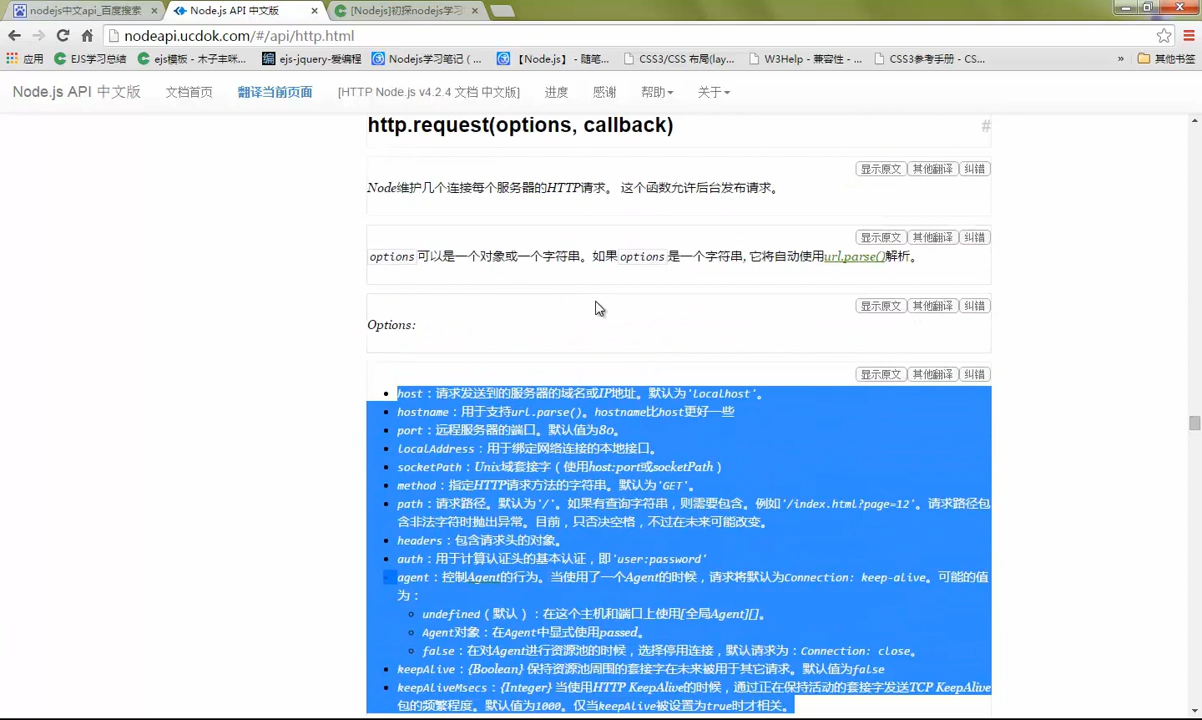 nodejs中文api_百度搜索
Node.js API 中文版
[Nodejs]初探nodejs学习
nodeapi.ucdok.com/#/api/http.html
应用
EJS学习总结
ejs模板 - 木子丰咪...
ejs-jquery-爱编程
Nodejs学习笔记（...
【Node.js】 - 随笔...
CSS3/CSS 布局(lay...
W3Help - 兼容性 - ...
CSS3参考手册 - CS...
»
其他书签
Node.js API 中文版
文档首页
翻译当前页面
[HTTP Node.js v4.2.4 文档 中文版]
进度
感谢
帮助
关于
http.request(options, callback)
#
显示原文 其他翻译 纠错
Node维护几个连接每个服务器的HTTP请求。 这个函数允许后台发布请求。
显示原文 其他翻译 纠错
options可以是一个对象或一个字符串。如果options是一个字符串, 它将自动使用url.parse()解析。
显示原文 其他翻译 纠错
Options:
显示原文 其他翻译 纠错
host：请求发送到的服务器的域名或IP地址。默认为'localhost'。
hostname：用于支持url.parse()。hostname比host更好一些
port：远程服务器的端口。默认值为80。
localAddress：用于绑定网络连接的本地接口。
socketPath：Unix域套接字（使用host:port或socketPath）
method：指定HTTP请求方法的字符串。默认为'GET'。
path：请求路径。默认为'/'。如果有查询字符串，则需要包含。例如'/index.html?page=12'。请求路径包
含非法字符时抛出异常。目前，只否决空格，不过在未来可能改变。
headers：包含请求头的对象。
auth：用于计算认证头的基本认证，即'user:password'
agent：控制Agent的行为。当使用了一个Agent的时候，请求将默认为Connection: keep-alive。可能的值
为：
undefined（默认）：在这个主机和端口上使用[全局Agent][]。
Agent对象：在Agent中显式使用passed。
false：在对Agent进行资源池的时候，选择停用连接，默认请求为：Connection: close。
keepAlive：{Boolean} 保持资源池周围的套接字在未来被用于其它请求。默认值为false
keepAliveMsecs：{Integer} 当使用HTTP KeepAlive的时候，通过正在保持活动的套接字发送TCP KeepAlive
包的频繁程度。默认值为1000。仅当keepAlive被设置为true时才相关。